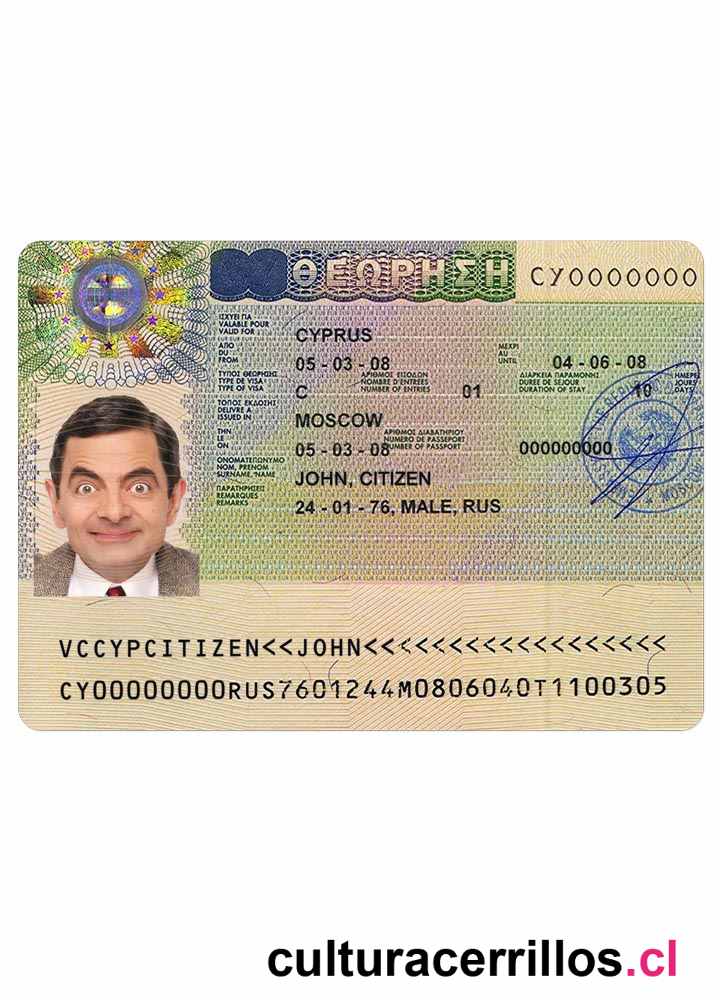 ΘΕΩΡΗΣΗ CY0000000
ΙΣΧΥΕΙ ΓΙΑ
VALABLE POUR
VALID FOR
CYPRUS
ΑΠΟ
DU
FROM
05 - 03 - 08
ΜΕΧΡΙ
AU
UNTIL
04 - 06 - 08
ΤΥΠΟΣ ΘΕΩΡΗΣΗΣ
TYPE DE VISA
TYPE OF VISA
C
ΑΡΙΘΜΟΣ ΕΙΣΟΔΩΝ
NOMBRE D'ENTREES
NUMBER OF ENTRIES
01
ΔΙΑΡΚΕΙΑ ΠΑΡΑΜΟΝΗΣ
DUREE DE SEJOUR
DURATION OF STAY
10
ΗΜΕΡΕΣ
JOURS
DAYS
ΤΟΠΟΣ ΕΚΔΟΣΗΣ
DELIVRE A
ISSUED IN
MOSCOW
ΤΗΝ
LE
ON
05 - 03 - 08
ΑΡΙΘΜΟΣ ΔΙΑΒΑΤΗΡΙΟΥ
NUMERO DE PASSEPORT
NUMBER OF PASSPORT
000000000
ΟΝΟΜΑΤΕΠΩΝΥΜΟ
NOM, PRENOM
SURNAME, NAME
JOHN, CITIZEN
ΠΑΡΑΤΗΡΗΣΕΙΣ
REMARQUES
REMARKS
24 - 01 - 76, MALE, RUS
VCCYPCITIZEN<<JOHN<<<<<<<<<<<<<<<<<<
CY00000000RUS7601244M0806040T1100305
culturacerrillos.cl